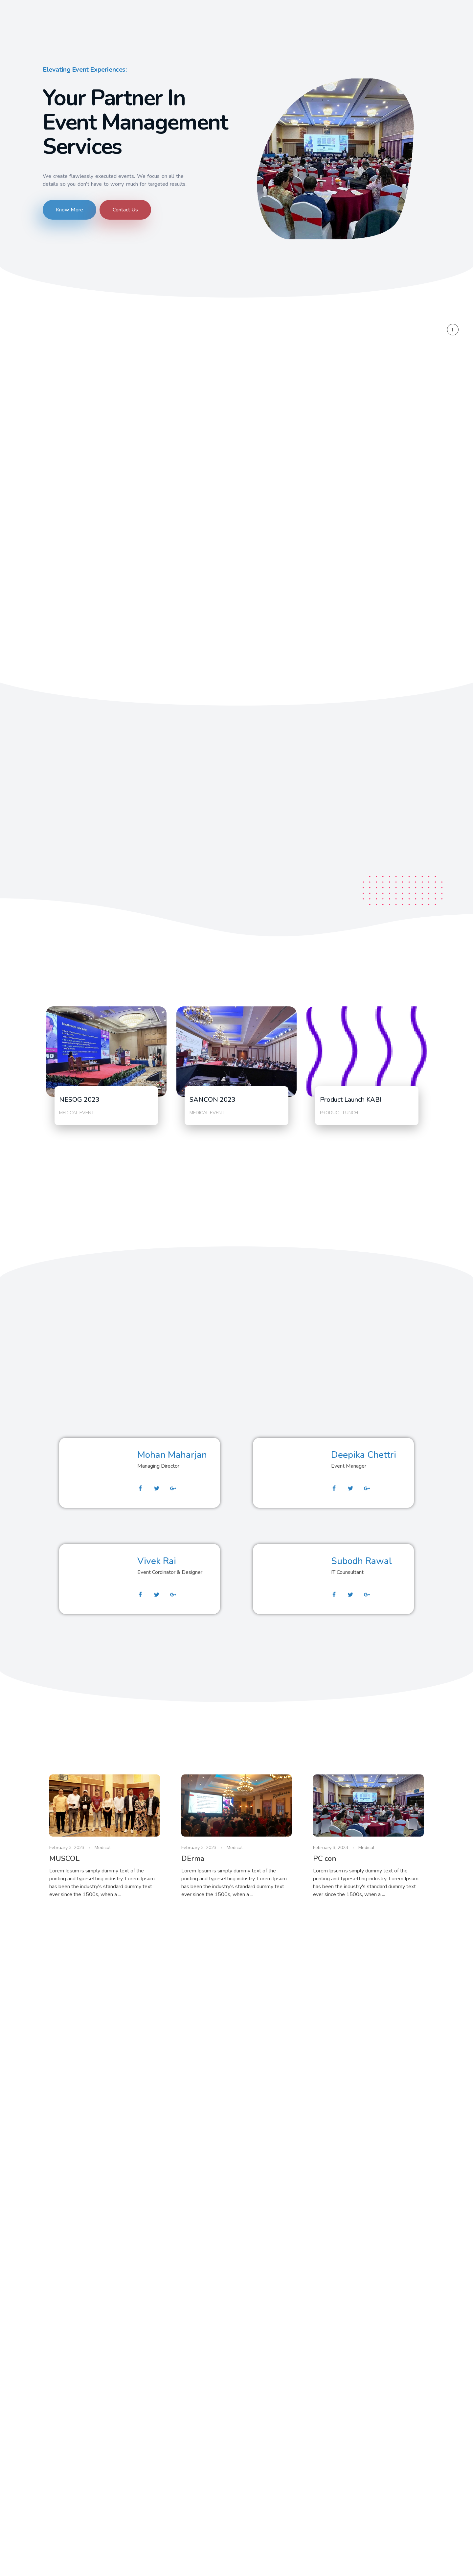 Elevating Event Experiences:
Your Partner In
Event Management
Services
We create flawlessly executed events. We focus on all the
details so you don't have to worry much for targeted results.
Know More
Contact Us
NESOG 2023
MEDICAL EVENT
SANCON 2023
MEDICAL EVENT
Product Launch KABI
PRODUCT LUNCH
Mohan Maharjan
Managing Director
Deepika Chettri
Event Manager
Vivek Rai
Event Cordinator & Designer
Subodh Rawal
IT Counsultant
February 3, 2023 — Medical
MUSCOL
Lorem Ipsum is simply dummy text of the
printing and typesetting industry. Lorem Ipsum
has been the industry's standard dummy text
ever since the 1500s, when a ...
February 3, 2023 — Medical
DErma
Lorem Ipsum is simply dummy text of the
printing and typesetting industry. Lorem Ipsum
has been the industry's standard dummy text
ever since the 1500s, when a ...
February 3, 2023 — Medical
PC con
Lorem Ipsum is simply dummy text of the
printing and typesetting industry. Lorem Ipsum
has been the industry's standard dummy text
ever since the 1500s, when a ...